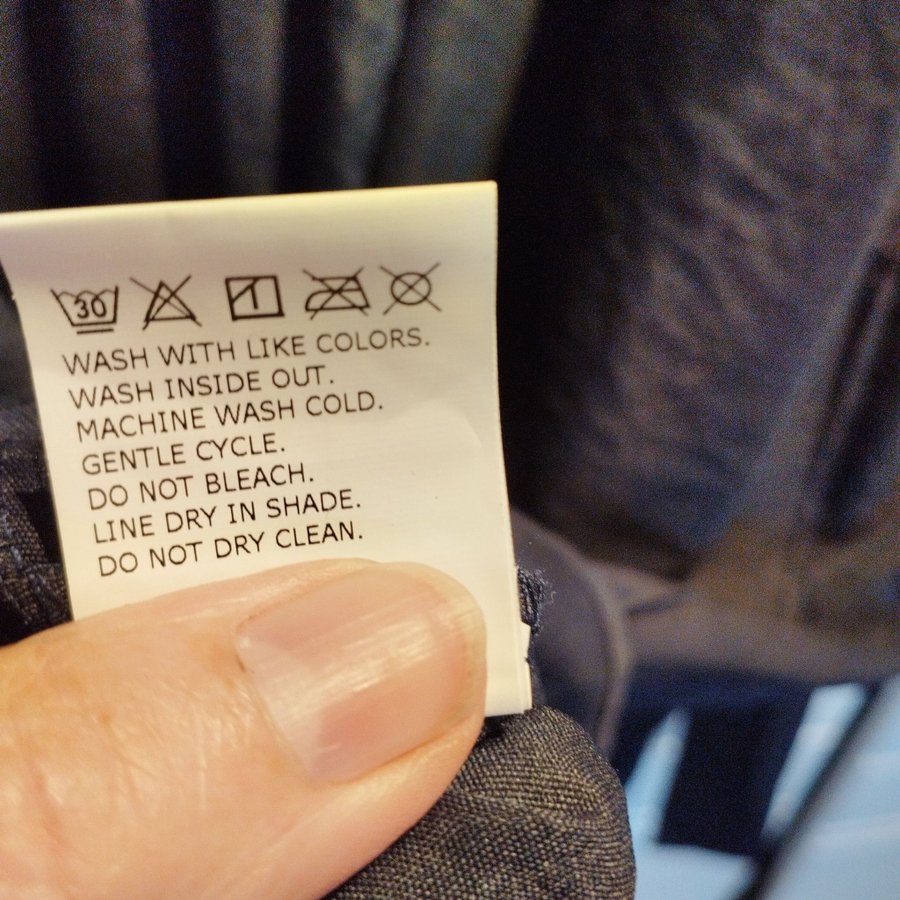 30
WASH WITH LIKE COLORS.
WASH INSIDE OUT.
MACHINE WASH COLD.
GENTLE CYCLE.
DO NOT BLEACH.
LINE DRY IN SHADE.
DO NOT DRY CLEAN.